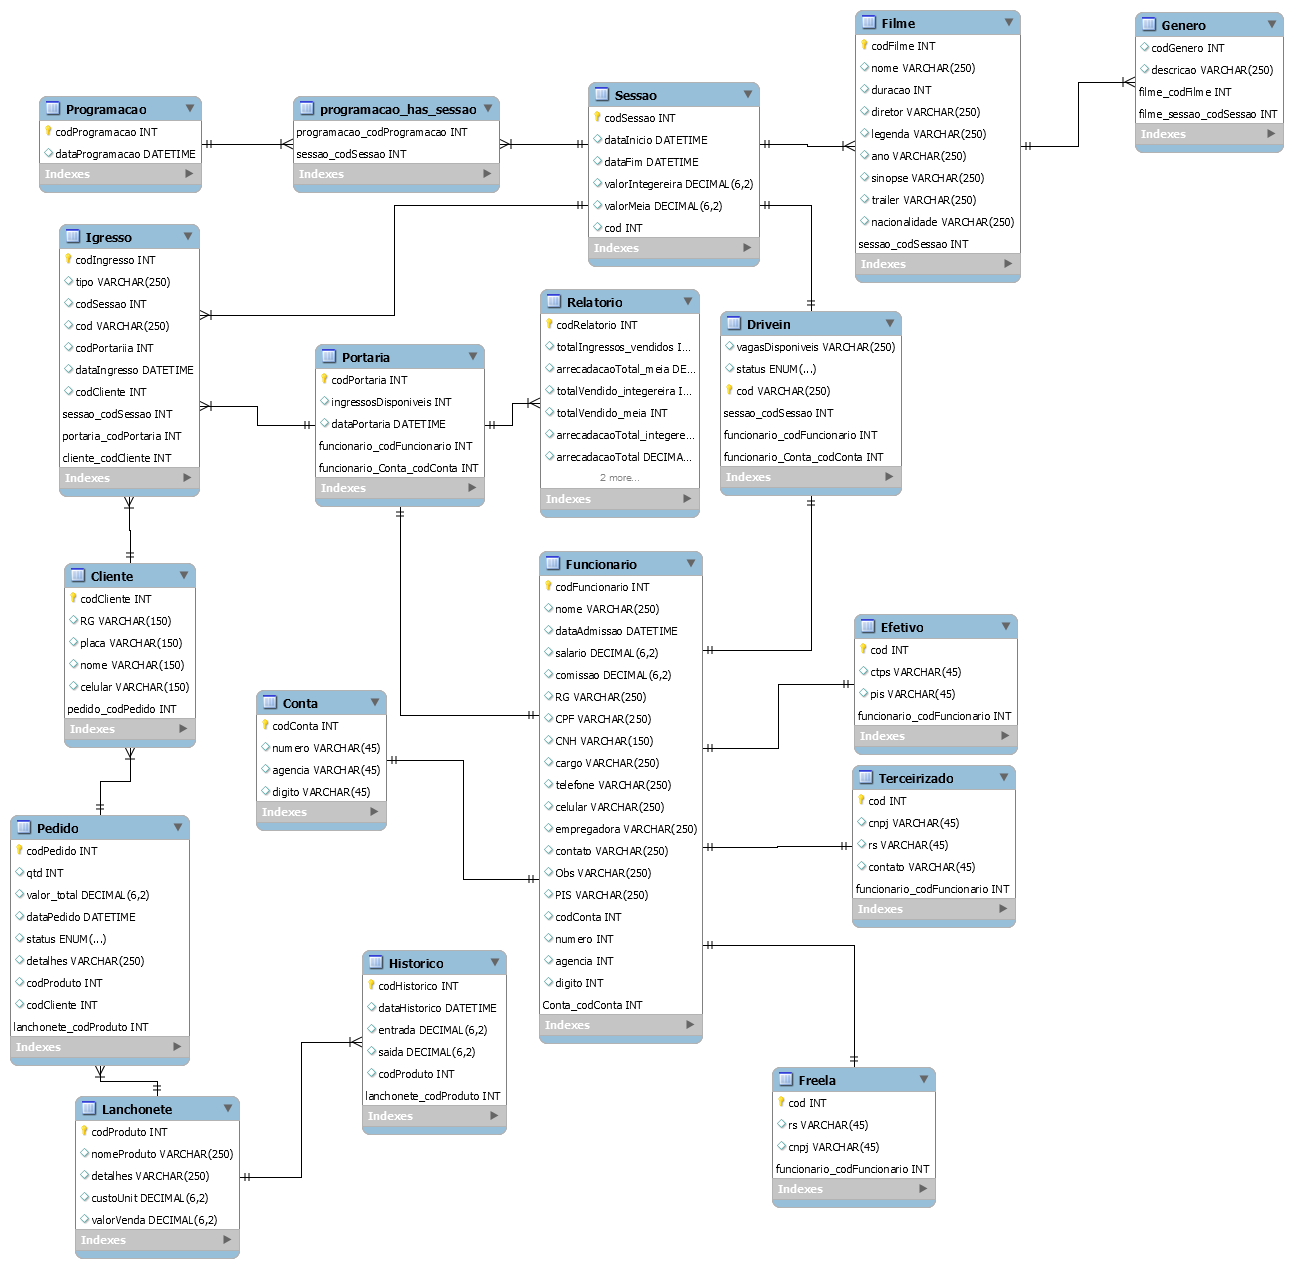 Programacao
codProgramacao INT
dataProgramacao DATETIME
Indexes
programacao_has_sessao
programacao_codProgramacao INT
sessao_codSessao INT
Indexes
Sessao
codSessao INT
dataInicio DATETIME
dataFim DATETIME
valorIntegereira DECIMAL(6,2)
valorMeia DECIMAL(6,2)
cod INT
Indexes
Filme
codFilme INT
nome VARCHAR(250)
duracao INT
diretor VARCHAR(250)
legenda VARCHAR(250)
ano VARCHAR(250)
sinopse VARCHAR(250)
trailer VARCHAR(250)
nacionalidade VARCHAR(250)
sessao_codSessao INT
Indexes
Genero
codGenero INT
descricao VARCHAR(250)
filme_codFilme INT
filme_sessao_codSessao INT
Indexes
Igresso
codIngresso INT
tipo VARCHAR(250)
codSessao INT
cod VARCHAR(250)
codPortariia INT
dataIngresso DATETIME
codCliente INT
sessao_codSessao INT
portaria_codPortaria INT
cliente_codCliente INT
Indexes
Portaria
codPortaria INT
ingressosDisponiveis INT
dataPortaria DATETIME
funcionario_codFuncionario INT
funcionario_Conta_codConta INT
Indexes
Relatorio
codRelatorio INT
totalIngressos_vendidos I...
arrecadacaoTotal_meia DE...
totalVendido_integereira I...
totalVendido_meia INT
arrecadacaoTotal_integere...
arrecadacaoTotal DECIMA...
2 more...
Indexes
Drivein
vagasDisponiveis VARCHAR(250)
status ENUM(...)
cod VARCHAR(250)
sessao_codSessao INT
funcionario_codFuncionario INT
funcionario_Conta_codConta INT
Indexes
Cliente
codCliente INT
RG VARCHAR(150)
placa VARCHAR(150)
nome VARCHAR(150)
celular VARCHAR(150)
pedido_codPedido INT
Indexes
Conta
codConta INT
numero VARCHAR(45)
agencia VARCHAR(45)
digito VARCHAR(45)
Indexes
Funcionario
codFuncionario INT
nome VARCHAR(250)
dataAdmissao DATETIME
salario DECIMAL(6,2)
comissao DECIMAL(6,2)
RG VARCHAR(250)
CPF VARCHAR(250)
CNH VARCHAR(150)
cargo VARCHAR(250)
telefone VARCHAR(250)
celular VARCHAR(250)
empregadora VARCHAR(250)
contato VARCHAR(250)
Obs VARCHAR(250)
PIS VARCHAR(250)
codConta INT
numero INT
agencia INT
digito INT
Conta_codConta INT
Indexes
Efetivo
cod INT
ctps VARCHAR(45)
pis VARCHAR(45)
funcionario_codFuncionario INT
Indexes
Terceirizado
cod INT
cnpj VARCHAR(45)
rs VARCHAR(45)
contato VARCHAR(45)
funcionario_codFuncionario INT
Indexes
Pedido
codPedido INT
qtd INT
valor_total DECIMAL(6,2)
dataPedido DATETIME
status ENUM(...)
detalhes VARCHAR(250)
codProduto INT
codCliente INT
lanchonete_codProduto INT
Indexes
Historico
codHistorico INT
dataHistorico DATETIME
entrada DECIMAL(6,2)
saida DECIMAL(6,2)
codProduto INT
lanchonete_codProduto INT
Indexes
Freela
cod INT
rs VARCHAR(45)
cnpj VARCHAR(45)
funcionario_codFuncionario INT
Indexes
Lanchonete
codProduto INT
nomeProduto VARCHAR(250)
detalhes VARCHAR(250)
custoUnit DECIMAL(6,2)
valorVenda DECIMAL(6,2)
Indexes